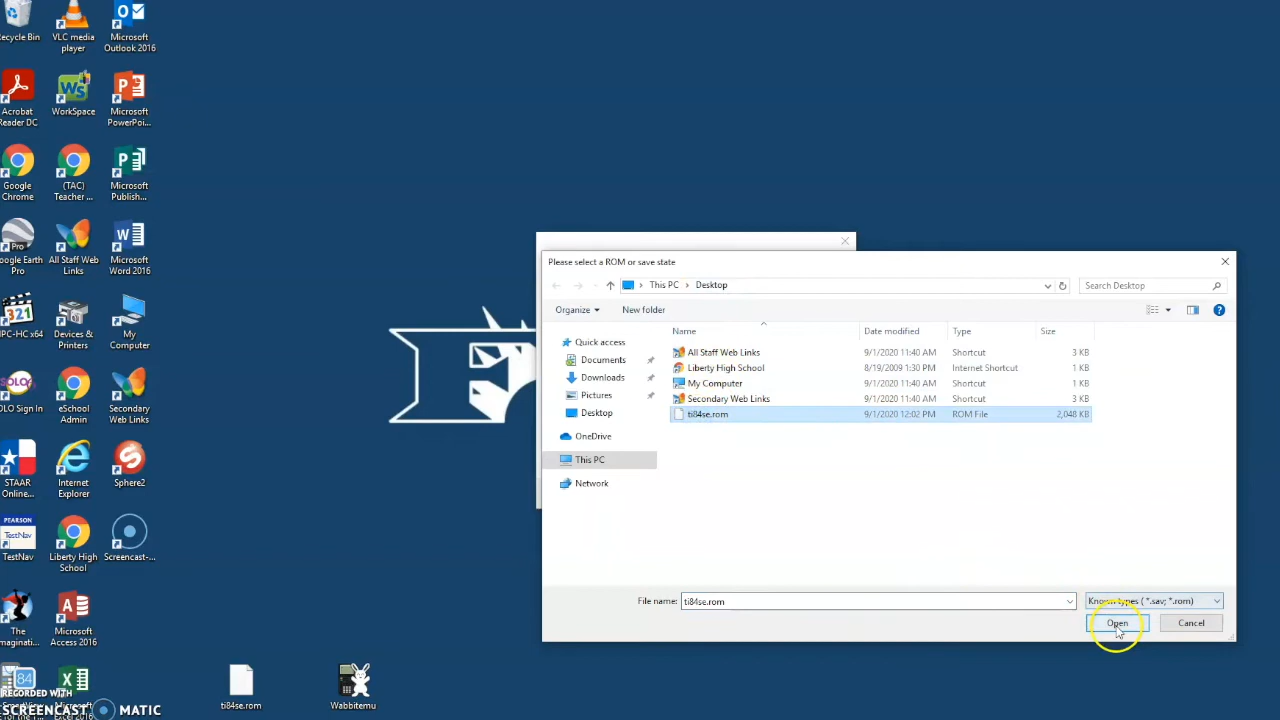 Recycle Bin
VLC media
player
Microsoft
Outlook 2016
Acrobat
Reader DC
WS
WorkSpace
Microsoft
PowerPoi...
Google
Chrome
(TAC)
Teacher ...
Microsoft
Publish...
Pro
Google Earth
Pro
All Staff Web
Links
Microsoft
Word 2016
321
MPC-HC x64
Devices &
Printers
My
Computer
SOLO
SOLO Sign In
eSchool
Admin
Secondary
Web Links
STAAR
Online...
Internet
Explorer
Sphere2
PEARSON
TestNav
TestNav
Liberty High
School
Screencast-...
The
Imaginati...
Microsoft
Access 2016
84
RECORDED WITH
SCREENCAST MATIC
ti84se.rom
Wabbitemu
Please select a ROM or save state
This PC > Desktop
Search Desktop
Organize
New folder
Name
Date modified
Type
Size
Quick access
Documents
Downloads
Pictures
Desktop
OneDrive
This PC
Network
All Staff Web Links 9/1/2020 11:40 AM Shortcut 3 KB
Liberty High School 8/19/2009 1:30 PM Internet Shortcut 1 KB
My Computer 9/1/2020 11:40 AM Shortcut 1 KB
Secondary Web Links 9/1/2020 11:40 AM Shortcut 3 KB
ti84se.rom 9/1/2020 12:02 PM ROM File 2,048 KB
File name: ti84se.rom
Known types ( *.sav; *.rom)
Open
Cancel